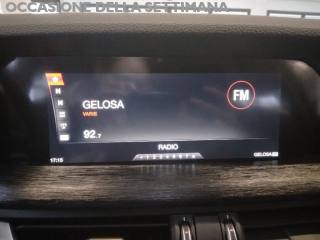 OCCASIONE DELLA SETTIMANA
GELOSA
VARIE
FM
92.7
RADIO
17:15
GELOSA